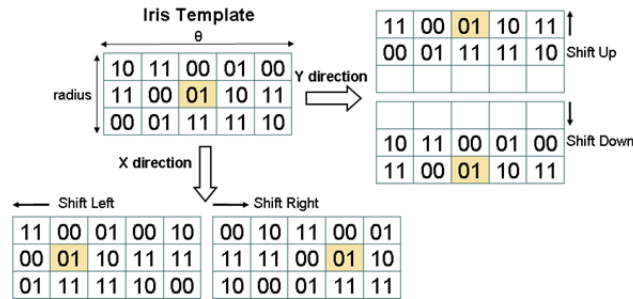 Iris Template
θ
radius
10 11 00 01 00
11 00 01 10 11
00 01 11 11 10
Y direction
11 00 01 10 11
00 01 11 11 10
Shift Up
10 11 00 01 00
11 00 01 10 11
Shift Down
X direction
Shift Left
11 00 01 00 10
00 01 10 11 11
01 11 11 10 00
Shift Right
00 10 11 00 01
11 11 00 01 10
10 00 01 11 11